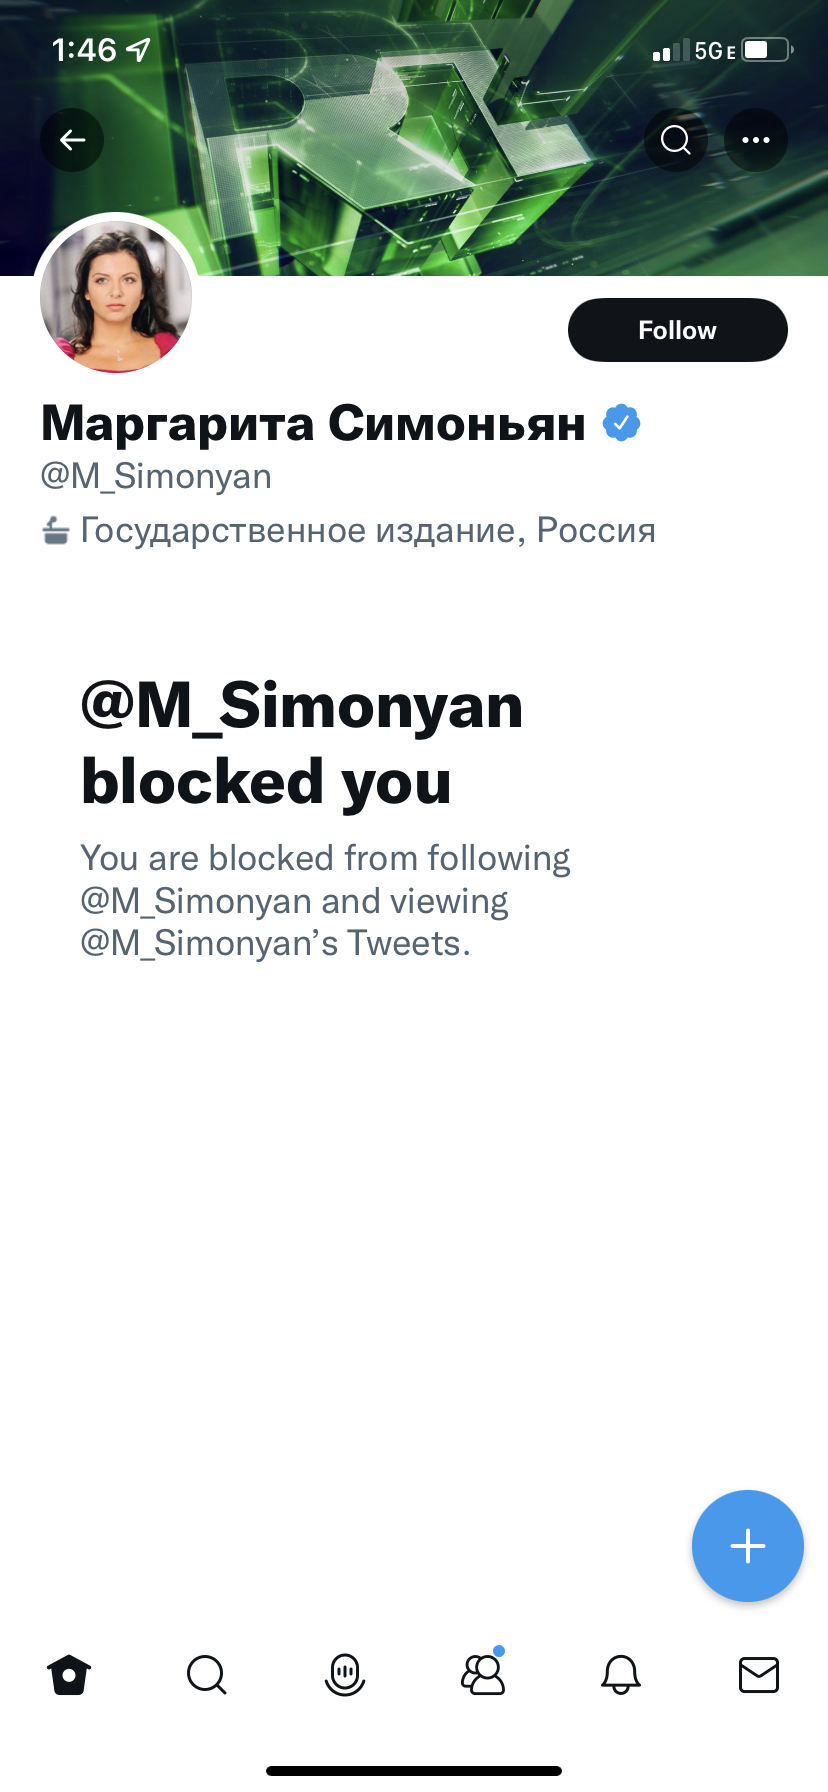 1:46
5G E
RT
Follow
Маргарита Симоньян
@M_Simonyan
Государственное издание, Россия
@M_Simonyan
blocked you
You are blocked from following
@M_Simonyan and viewing
@M_Simonyan’s Tweets.